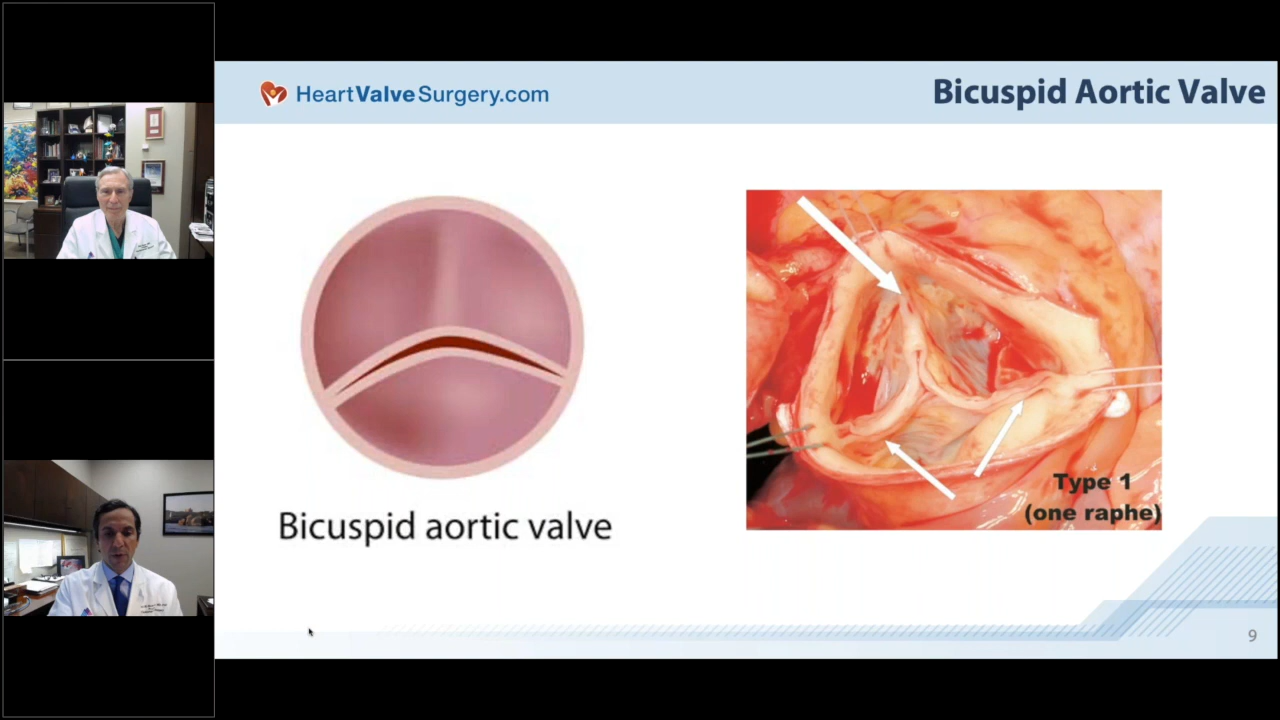 HeartValveSurgery.com
Bicuspid Aortic Valve
Bicuspid aortic valve
Type 1
(one raphe)
9